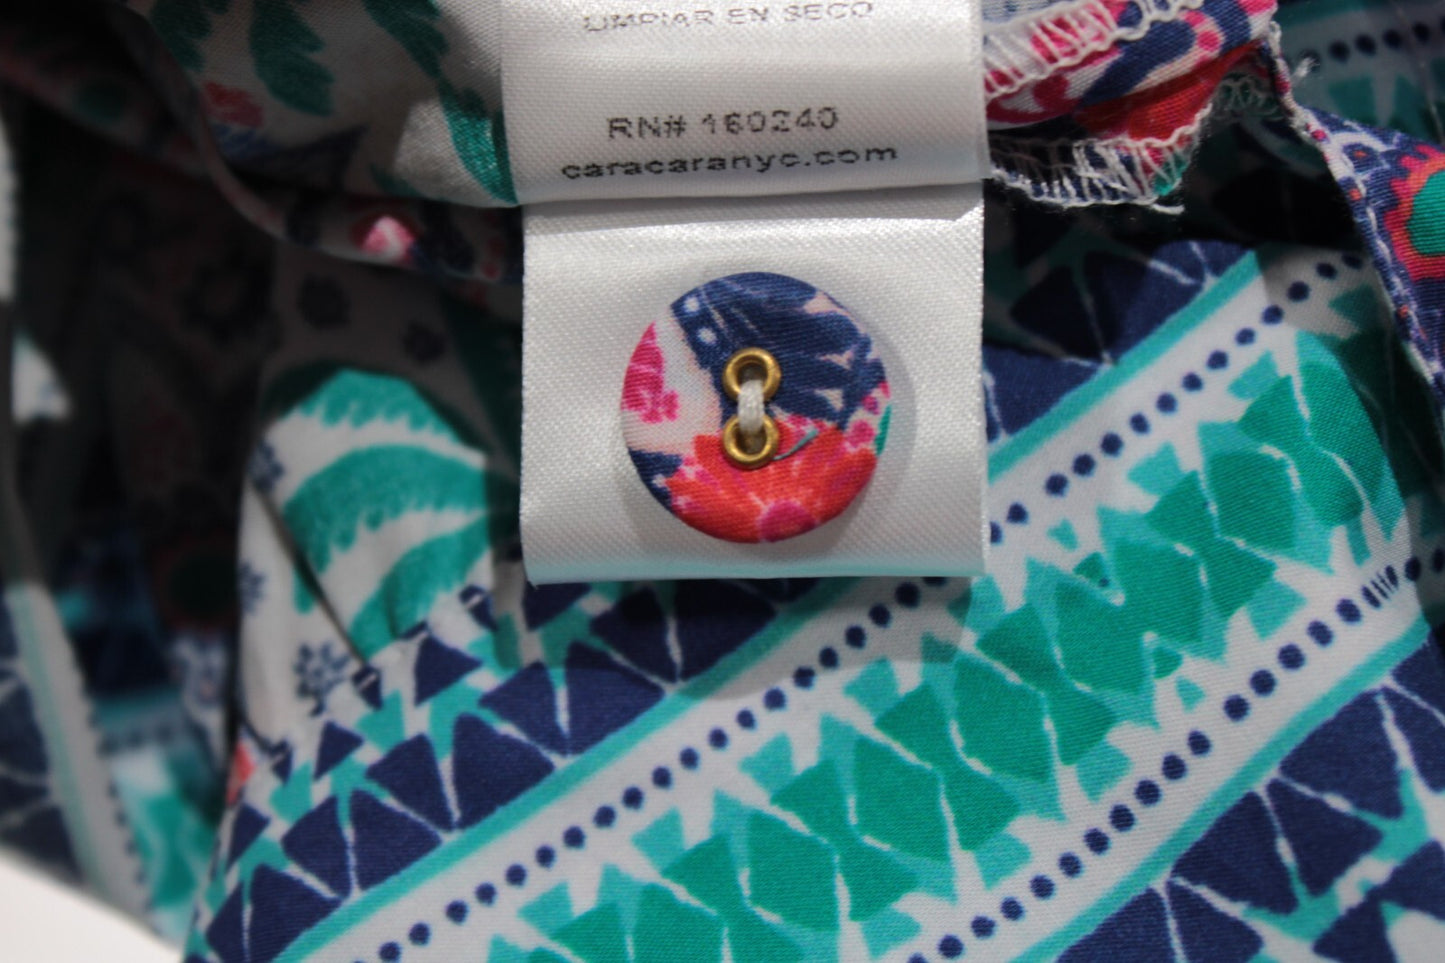 LIMPIAR EN SECO
RN# 160240
caracaranyc.com